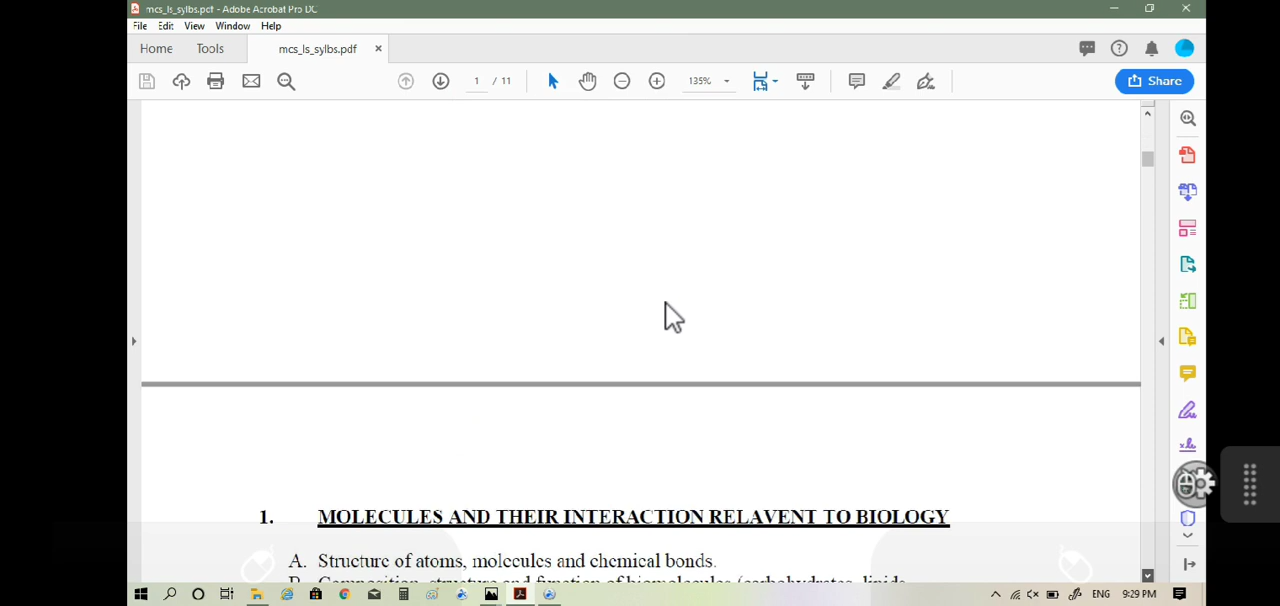 mcs_ls_sylbs.pdf - Adobe Acrobat Pro DC
File Edit View Window Help
Home Tools mcs_ls_sylbs.pdf ×
1 / 11 135% Share
1. MOLECULES AND THEIR INTERACTION RELAVENT TO BIOLOGY
A. Structure of atoms, molecules and chemical bonds.
B. Composition, structure and function of biomolecules (carbohydrates, lipids,
ENG 9:29 PM